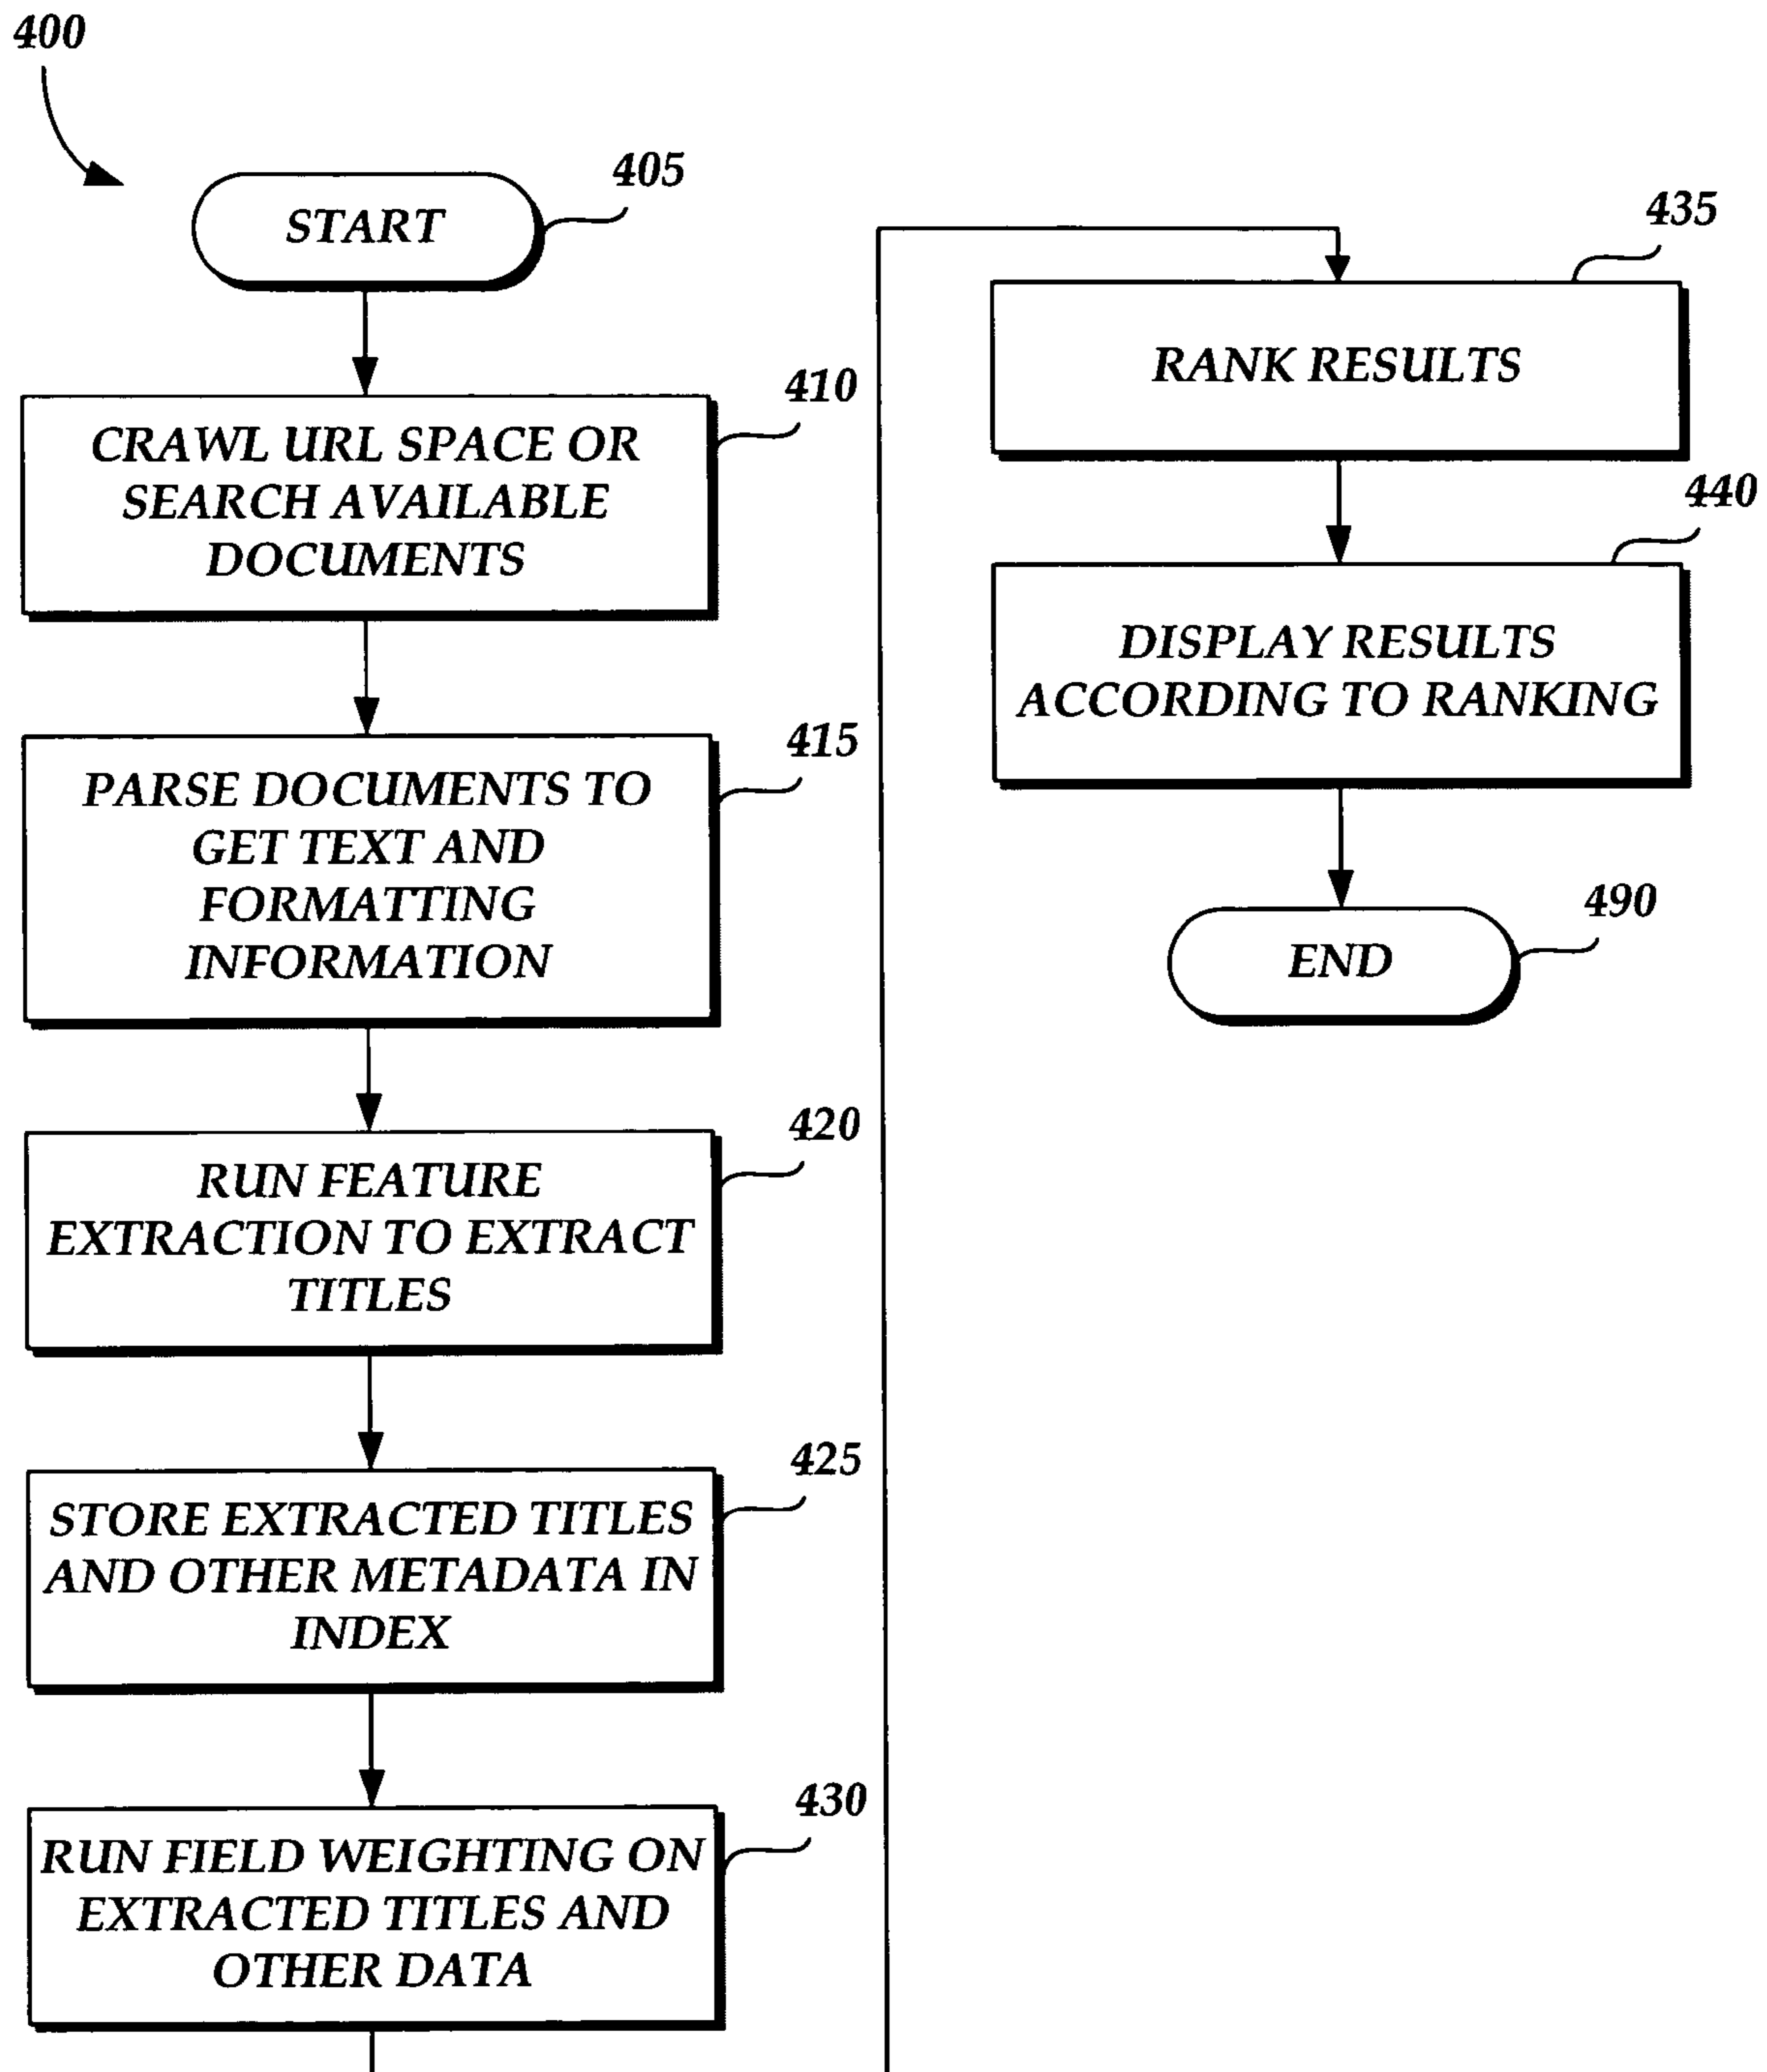 400
START
405
CRAWL URL SPACE OR
SEARCH AVAILABLE
DOCUMENTS
410
PARSE DOCUMENTS TO
GET TEXT AND
FORMATTING
INFORMATION
415
RUN FEATURE
EXTRACTION TO EXTRACT
TITLES
420
STORE EXTRACTED TITLES
AND OTHER METADATA IN
INDEX
425
RUN FIELD WEIGHTING ON
EXTRACTED TITLES AND
OTHER DATA
430
RANK RESULTS
435
DISPLAY RESULTS
ACCORDING TO RANKING
440
END
490